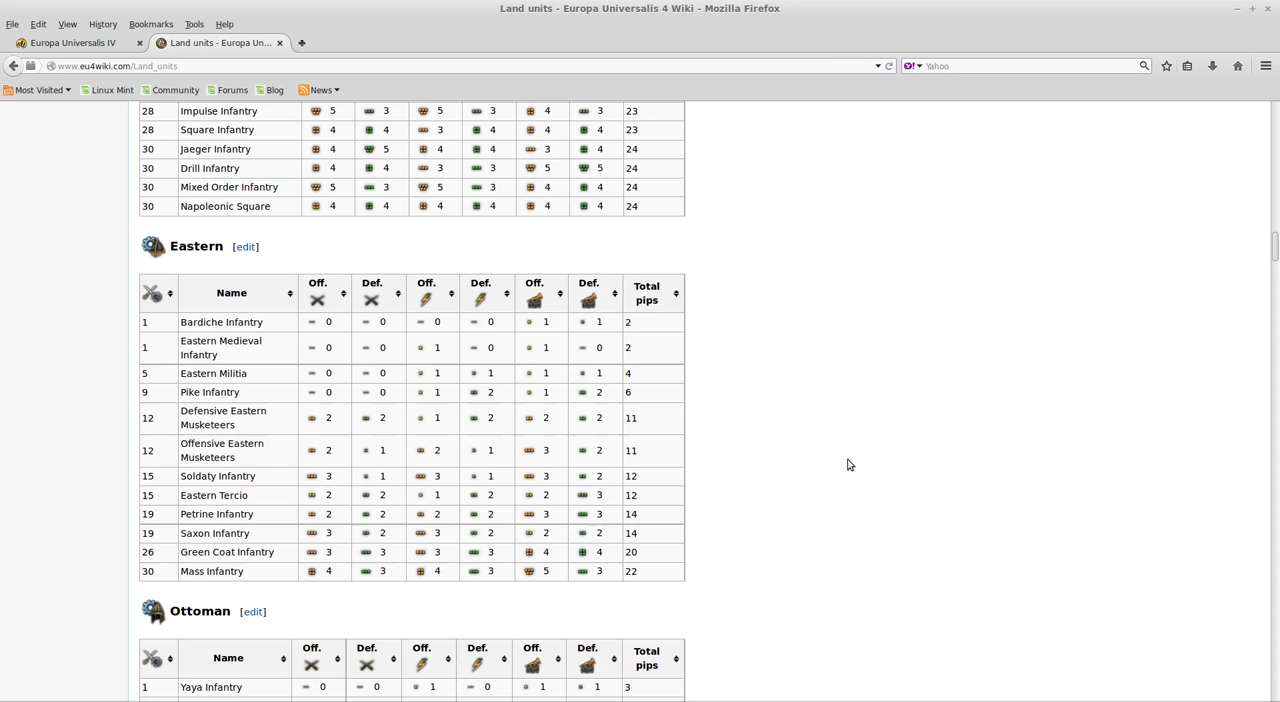 Land units - Europa Universalis 4 Wiki - Mozilla Firefox
File Edit View History Bookmarks Tools Help
Europa Universalis IV × Land units - Europa Un... ×
www.eu4wiki.com/Land_units Yahoo
Most Visited Linux Mint Community Forums Blog News
28 Impulse Infantry 5 3 5 3 4 3 23
28 Square Infantry 4 4 3 4 4 4 23
30 Jaeger Infantry 4 5 4 4 3 4 24
30 Drill Infantry 4 4 3 3 5 5 24
30 Mixed Order Infantry 5 3 5 3 4 4 24
30 Napoleonic Square 4 4 4 4 4 4 24
Eastern [edit]
Name Off. Def. Off. Def. Off. Def. Total pips
1 Bardiche Infantry 0 0 0 0 1 1 2
1 Eastern Medieval Infantry 0 0 1 0 1 0 2
5 Eastern Militia 0 0 1 1 1 1 4
9 Pike Infantry 0 0 1 2 1 2 6
12 Defensive Eastern Musketeers 2 2 1 2 2 2 11
12 Offensive Eastern Musketeers 2 1 2 1 3 2 11
15 Soldaty Infantry 3 1 3 1 3 2 12
15 Eastern Tercio 2 2 1 2 2 3 12
19 Petrine Infantry 2 2 2 2 3 3 14
19 Saxon Infantry 3 2 3 2 2 2 14
26 Green Coat Infantry 3 3 3 3 4 4 20
30 Mass Infantry 4 3 4 3 5 3 22
Ottoman [edit]
Name Off. Def. Off. Def. Off. Def. Total pips
1 Yaya Infantry 0 0 1 0 1 1 3